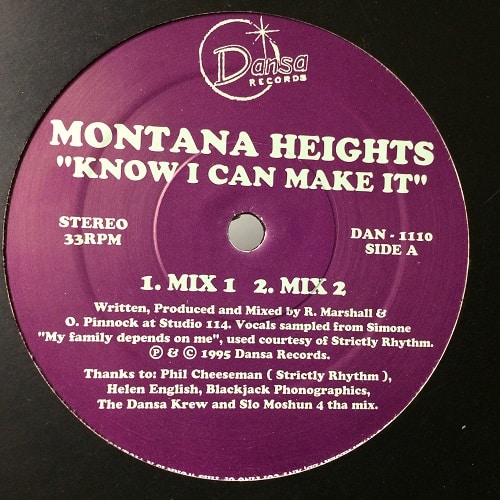 Dansa
RECORDS
MONTANA HEIGHTS
"KNOW I CAN MAKE IT"
STEREO
33RPM
DAN - 1110
SIDE A
1. MIX 1 2. MIX 2
Written, Produced and Mixed by R. Marshall &
O. Pinnock at Studio 114. Vocals sampled from Simone
"My family depends on me", used courtesy of Strictly Rhythm.
Ⓟ & © 1995 Dansa Records.
Thanks to: Phil Cheeseman ( Strictly Rhythm ),
Helen English, Blackjack Phonographics,
The Dansa Krew and Slo Moshun 4 tha mix.